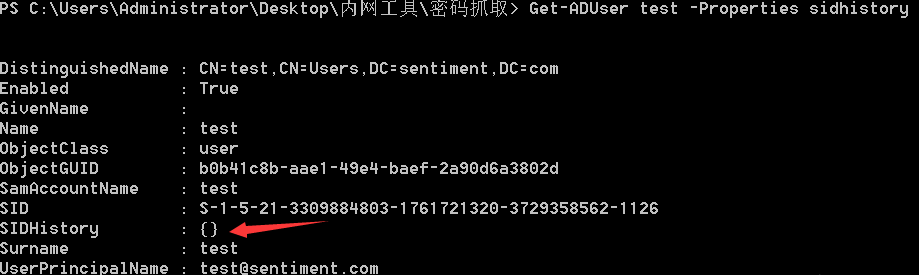 PS C:\Users\Administrator\Desktop\内网工具\密码抓取> Get-ADUser test -Properties sidhistory
DistinguishedName : CN=test,CN=Users,DC=sentiment,DC=com
Enabled           : True
GivenName         :
Name              : test
ObjectClass       : user
ObjectGUID        : b0b41c8b-aae1-49e4-baef-2a90d6a3802d
SamAccountName    : test
SID               : S-1-5-21-3309884803-1761721320-3729358562-1126
SIDHistory        : {}
Surname           : test
UserPrincipalName : test@sentiment.com